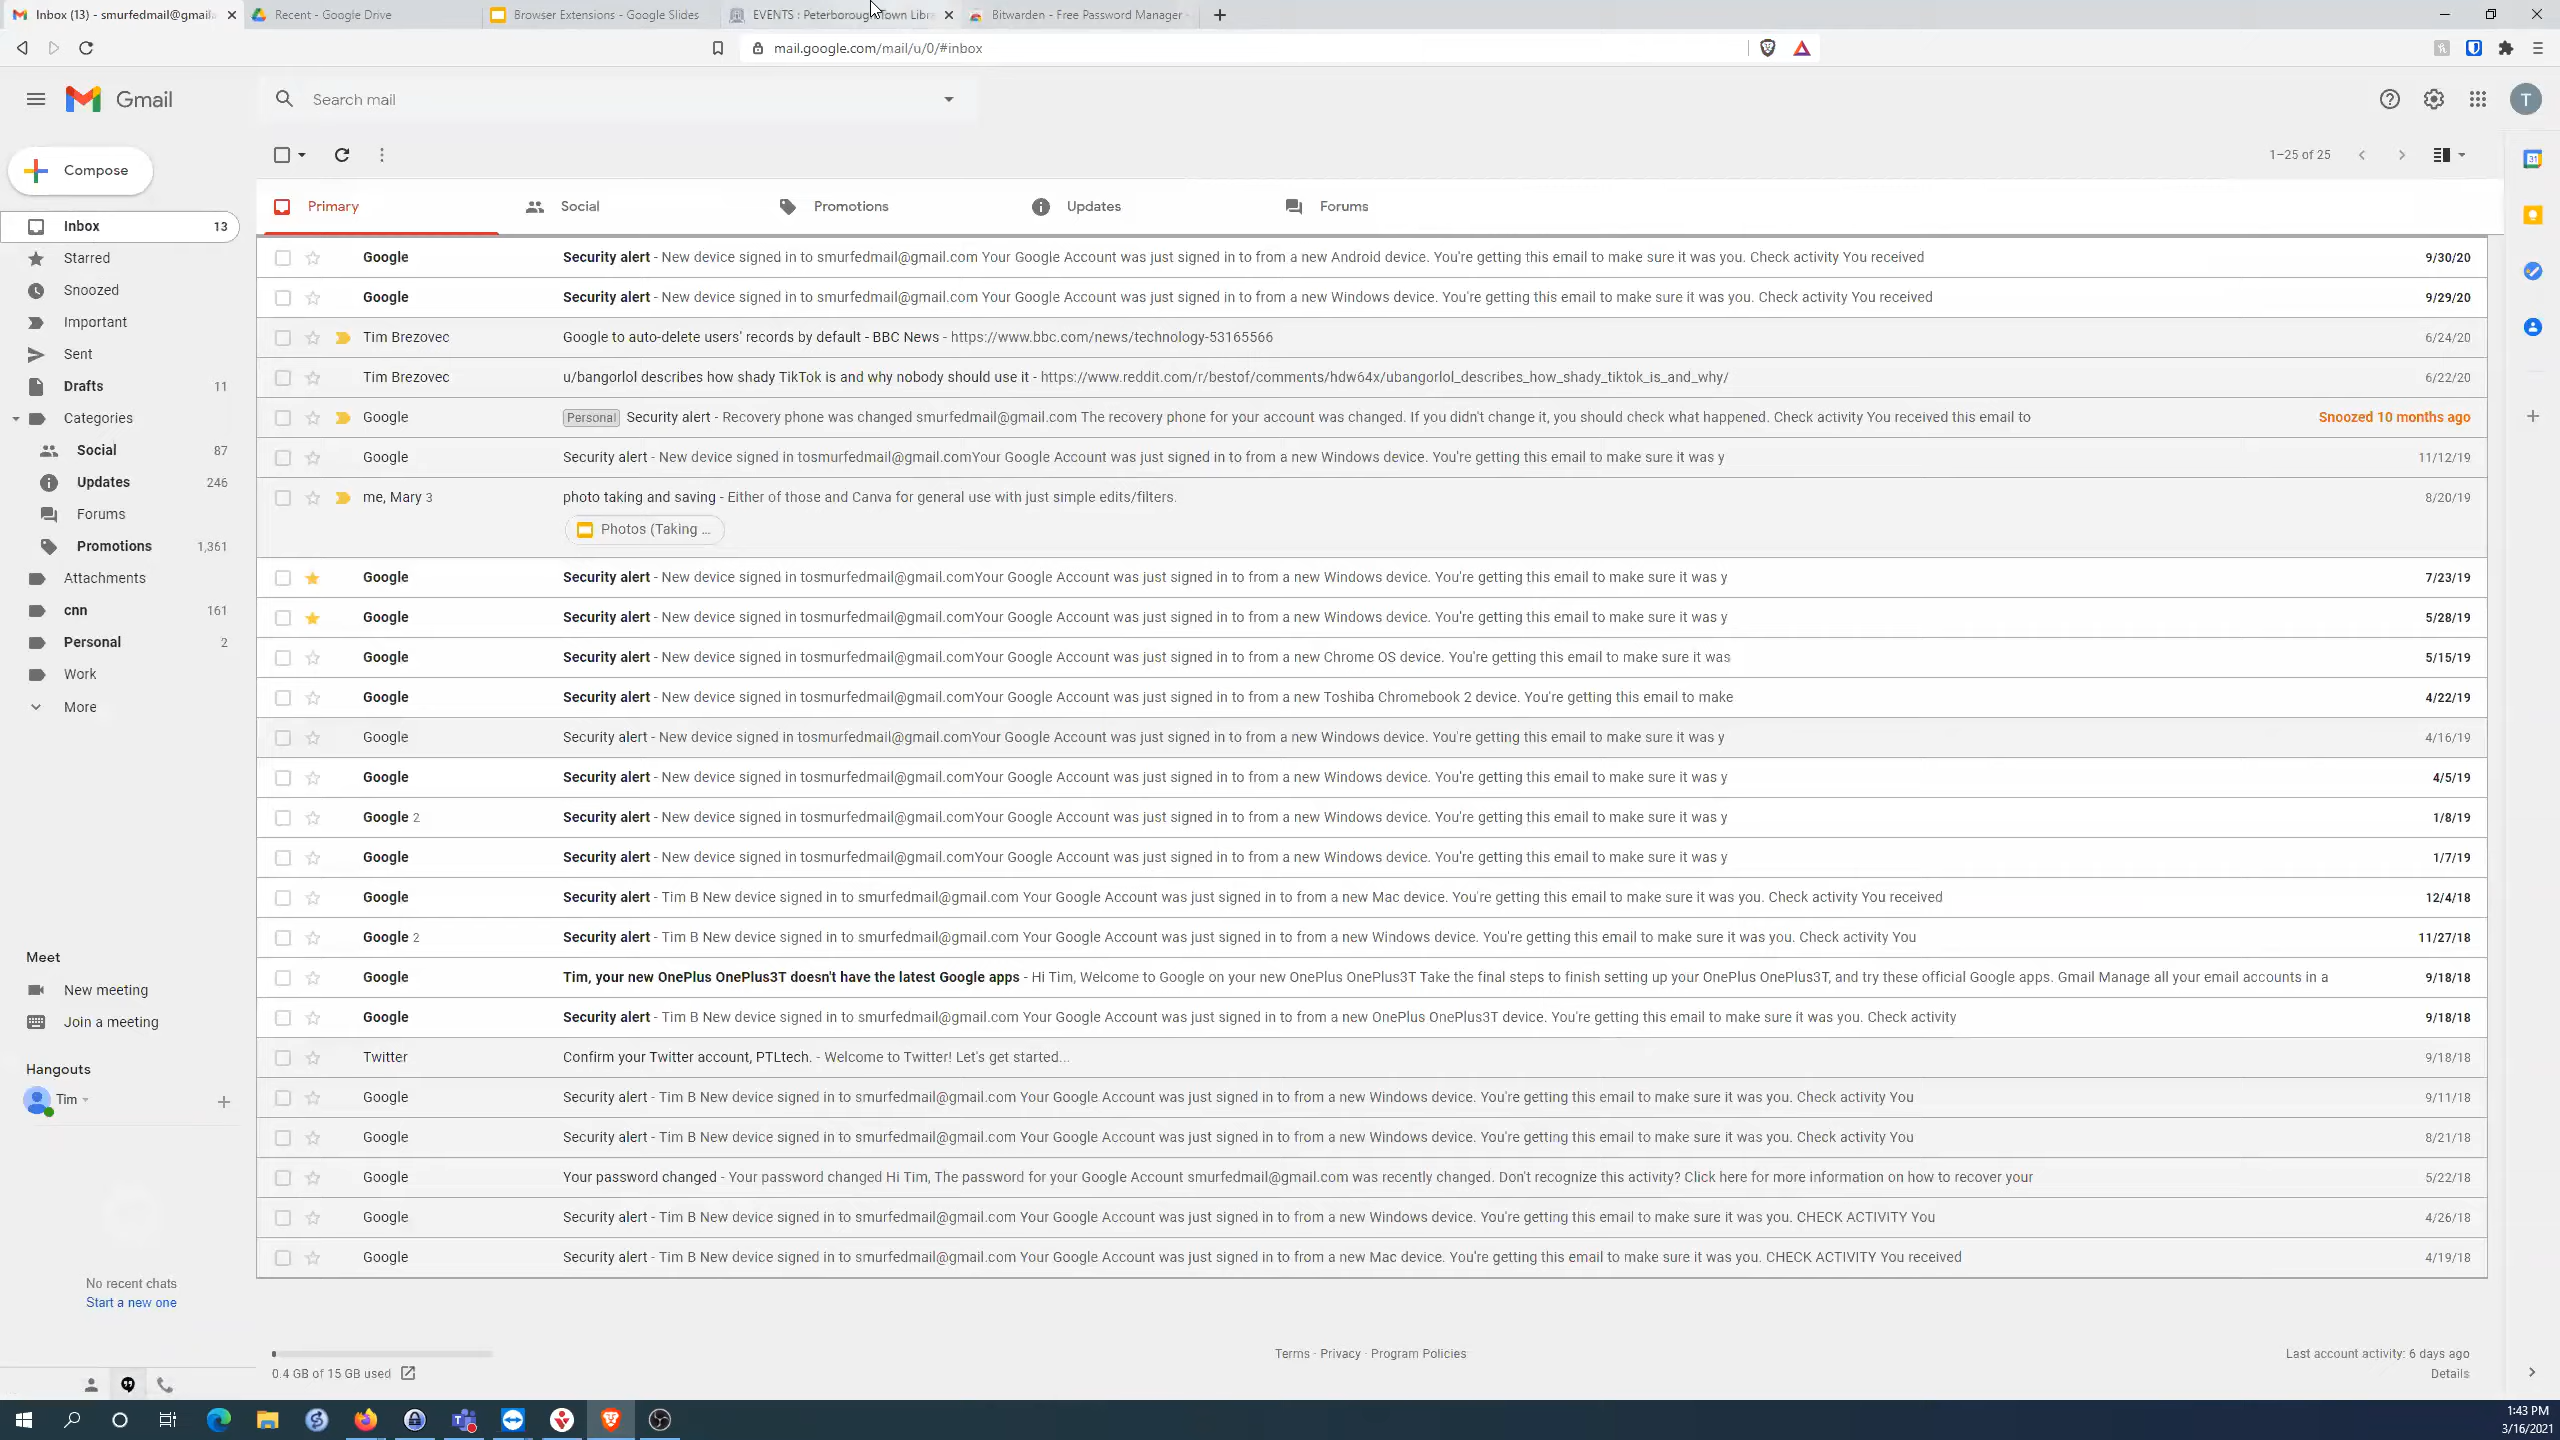 Inbox (13) - smurfedmail@gmail
Recent - Google Drive
Browser Extensions - Google Slides
EVENTS : Peterborough Town Libr
Bitwarden - Free Password Manager
mail.google.com/mail/u/0/#inbox
Gmail
Search mail
T
Compose
1–25 of 25
31
Primary
Social
Promotions
Updates
Forums
Inbox 13
Starred
Snoozed
Important
Sent
Drafts 11
Categories
Social 87
Updates 246
Forums
Promotions 1,361
Attachments
cnn 161
Personal 2
Work
More
Google Security alert - New device signed in to smurfedmail@gmail.com Your Google Account was just signed in to from a new Android device. You're getting this email to make sure it was you. Check activity You received 9/30/20
Google Security alert - New device signed in to smurfedmail@gmail.com Your Google Account was just signed in to from a new Windows device. You're getting this email to make sure it was you. Check activity You received 9/29/20
Tim Brezovec Google to auto-delete users' records by default - BBC News - https://www.bbc.com/news/technology-53165566 6/24/20
Tim Brezovec u/bangorlol describes how shady TikTok is and why nobody should use it - https://www.reddit.com/r/bestof/comments/hdw64x/ubangorlol_describes_how_shady_tiktok_is_and_why/ 6/22/20
Google Personal Security alert - Recovery phone was changed smurfedmail@gmail.com The recovery phone for your account was changed. If you didn't change it, you should check what happened. Check activity You received this email to Snoozed 10 months ago
Google Security alert - New device signed in tosmurfedmail@gmail.comYour Google Account was just signed in to from a new Windows device. You're getting this email to make sure it was y 11/12/19
me, Mary 3 photo taking and saving - Either of those and Canva for general use with just simple edits/filters. 8/20/19
Photos (Taking ...
Google Security alert - New device signed in tosmurfedmail@gmail.comYour Google Account was just signed in to from a new Windows device. You're getting this email to make sure it was y 7/23/19
Google Security alert - New device signed in tosmurfedmail@gmail.comYour Google Account was just signed in to from a new Windows device. You're getting this email to make sure it was y 5/28/19
Google Security alert - New device signed in tosmurfedmail@gmail.comYour Google Account was just signed in to from a new Chrome OS device. You're getting this email to make sure it was 5/15/19
Google Security alert - New device signed in tosmurfedmail@gmail.comYour Google Account was just signed in to from a new Toshiba Chromebook 2 device. You're getting this email to make 4/22/19
Google Security alert - New device signed in tosmurfedmail@gmail.comYour Google Account was just signed in to from a new Windows device. You're getting this email to make sure it was y 4/16/19
Google Security alert - New device signed in tosmurfedmail@gmail.comYour Google Account was just signed in to from a new Windows device. You're getting this email to make sure it was y 4/5/19
Google 2 Security alert - New device signed in tosmurfedmail@gmail.comYour Google Account was just signed in to from a new Windows device. You're getting this email to make sure it was y 1/8/19
Google Security alert - New device signed in tosmurfedmail@gmail.comYour Google Account was just signed in to from a new Windows device. You're getting this email to make sure it was y 1/7/19
Google Security alert - Tim B New device signed in to smurfedmail@gmail.com Your Google Account was just signed in to from a new Mac device. You're getting this email to make sure it was you. Check activity You received 12/4/18
Google 2 Security alert - Tim B New device signed in to smurfedmail@gmail.com Your Google Account was just signed in to from a new Windows device. You're getting this email to make sure it was you. Check activity You 11/27/18
Google Tim, your new OnePlus OnePlus3T doesn't have the latest Google apps - Hi Tim, Welcome to Google on your new OnePlus OnePlus3T Take the final steps to finish setting up your OnePlus OnePlus3T, and try these official Google apps. Gmail Manage all your email accounts in a 9/18/18
Google Security alert - Tim B New device signed in to smurfedmail@gmail.com Your Google Account was just signed in to from a new OnePlus OnePlus3T device. You're getting this email to make sure it was you. Check activity 9/18/18
Twitter Confirm your Twitter account, PTLtech. - Welcome to Twitter! Let's get started... 9/18/18
Google Security alert - Tim B New device signed in to smurfedmail@gmail.com Your Google Account was just signed in to from a new Windows device. You're getting this email to make sure it was you. Check activity You 9/11/18
Google Security alert - Tim B New device signed in to smurfedmail@gmail.com Your Google Account was just signed in to from a new Windows device. You're getting this email to make sure it was you. Check activity You 8/21/18
Google Your password changed - Your password changed Hi Tim, The password for your Google Account smurfedmail@gmail.com was recently changed. Don't recognize this activity? Click here for more information on how to recover your 5/22/18
Google Security alert - Tim B New device signed in to smurfedmail@gmail.com Your Google Account was just signed in to from a new Windows device. You're getting this email to make sure it was you. CHECK ACTIVITY You 4/26/18
Google Security alert - Tim B New device signed in to smurfedmail@gmail.com Your Google Account was just signed in to from a new Mac device. You're getting this email to make sure it was you. CHECK ACTIVITY You received 4/19/18
Meet
New meeting
Join a meeting
Hangouts
Tim
No recent chats
Start a new one
0.4 GB of 15 GB used
Terms · Privacy · Program Policies
Last account activity: 6 days ago
Details
1:43 PM
3/16/2021